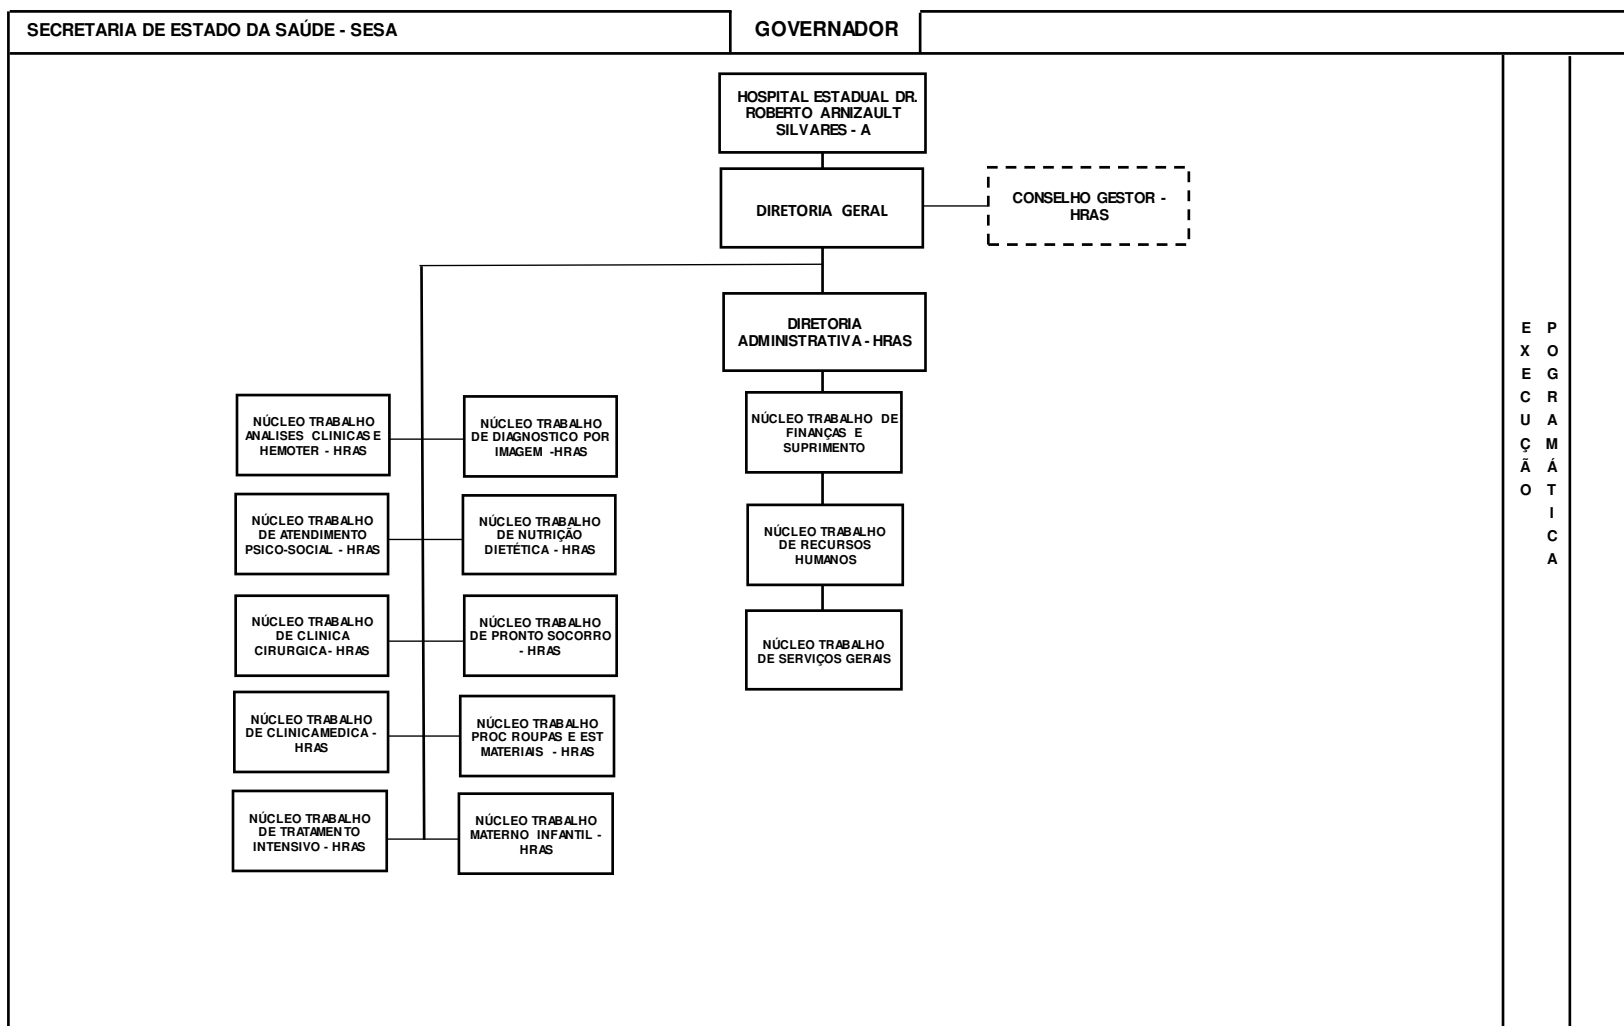 SECRETARIA DE ESTADO DA SAÚDE - SESA
GOVERNADOR
HOSPITAL ESTADUAL DR.
ROBERTO ARNIZAULT
SILVARES - A
DIRETORIA GERAL
CONSELHO GESTOR -
HRAS
DIRETORIA
ADMINISTRATIVA - HRAS
NÚCLEO TRABALHO
ANALISES CLINICAS E
HEMOTER - HRAS
NÚCLEO TRABALHO
DE DIAGNOSTICO POR
IMAGEM -HRAS
NÚCLEO TRABALHO DE
FINANÇAS E
SUPRIMENTO
NÚCLEO TRABALHO
DE ATENDIMENTO
PSICO-SOCIAL - HRAS
NÚCLEO TRABALHO
DE NUTRIÇÃO
DIETÉTICA - HRAS
NÚCLEO TRABALHO
DE RECURSOS
HUMANOS
NÚCLEO TRABALHO
DE CLINICA
CIRURGICA- HRAS
NÚCLEO TRABALHO
DE PRONTO SOCORRO
- HRAS
NÚCLEO TRABALHO
DE SERVIÇOS GERAIS
NÚCLEO TRABALHO
DE CLINICAMEDICA -
HRAS
NÚCLEO TRABALHO
PROC ROUPAS E EST
MATERIAIS - HRAS
NÚCLEO TRABALHO
DE TRATAMENTO
INTENSIVO - HRAS
NÚCLEO TRABALHO
MATERNO INFANTIL -
HRAS
EXECUÇÃO
POGRAMÁTICA